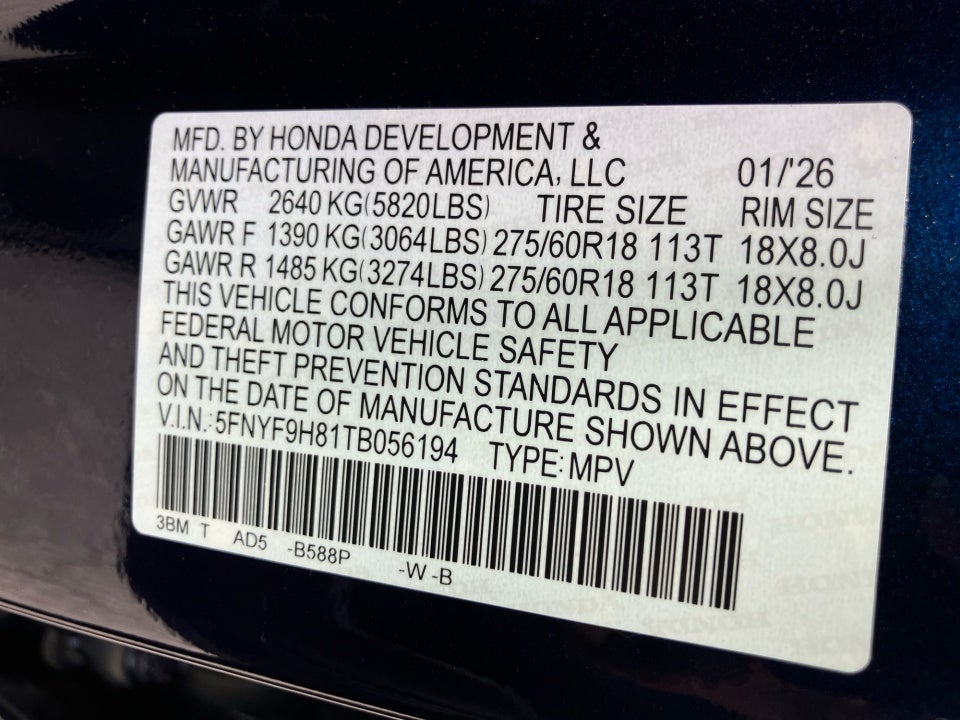 MFD. BY HONDA DEVELOPMENT &
MANUFACTURING OF AMERICA, LLC 01/'26
GVWR 2640 KG(5820LBS) TIRE SIZE RIM SIZE
GAWR F 1390 KG(3064LBS) 275/60R18 113T 18X8.0J
GAWR R 1485 KG(3274LBS) 275/60R18 113T 18X8.0J
THIS VEHICLE CONFORMS TO ALL APPLICABLE
FEDERAL MOTOR VEHICLE SAFETY
AND THEFT PREVENTION STANDARDS IN EFFECT
ON THE DATE OF MANUFACTURE SHOWN ABOVE.
V.I.N.:5FNYF9H81TB056194 TYPE:MPV
3BM T AD5 -B588P -W -B